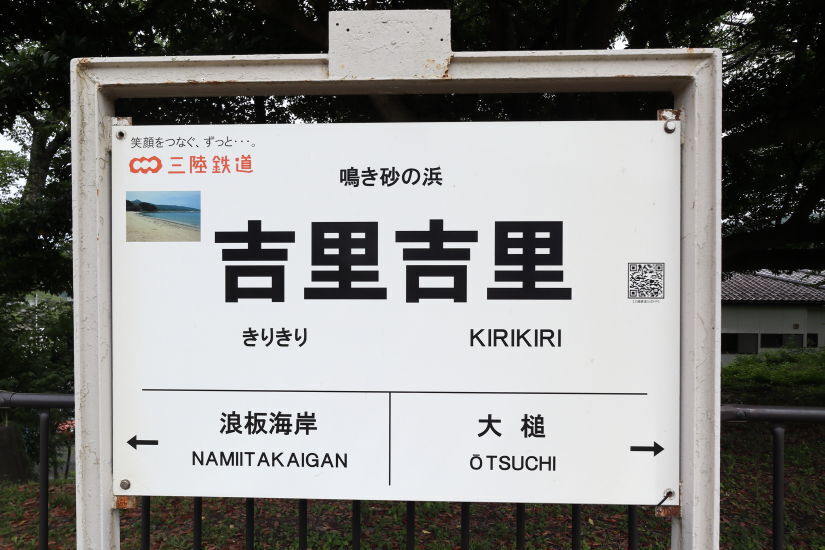 笑顔をつなぐ、ずっと・・・。
三陸鉄道
鳴き砂の浜
吉里吉里
きりきり KIRIKIRI
浪板海岸 大槌
NAMIITAKAIGAN ŌTSUCHI